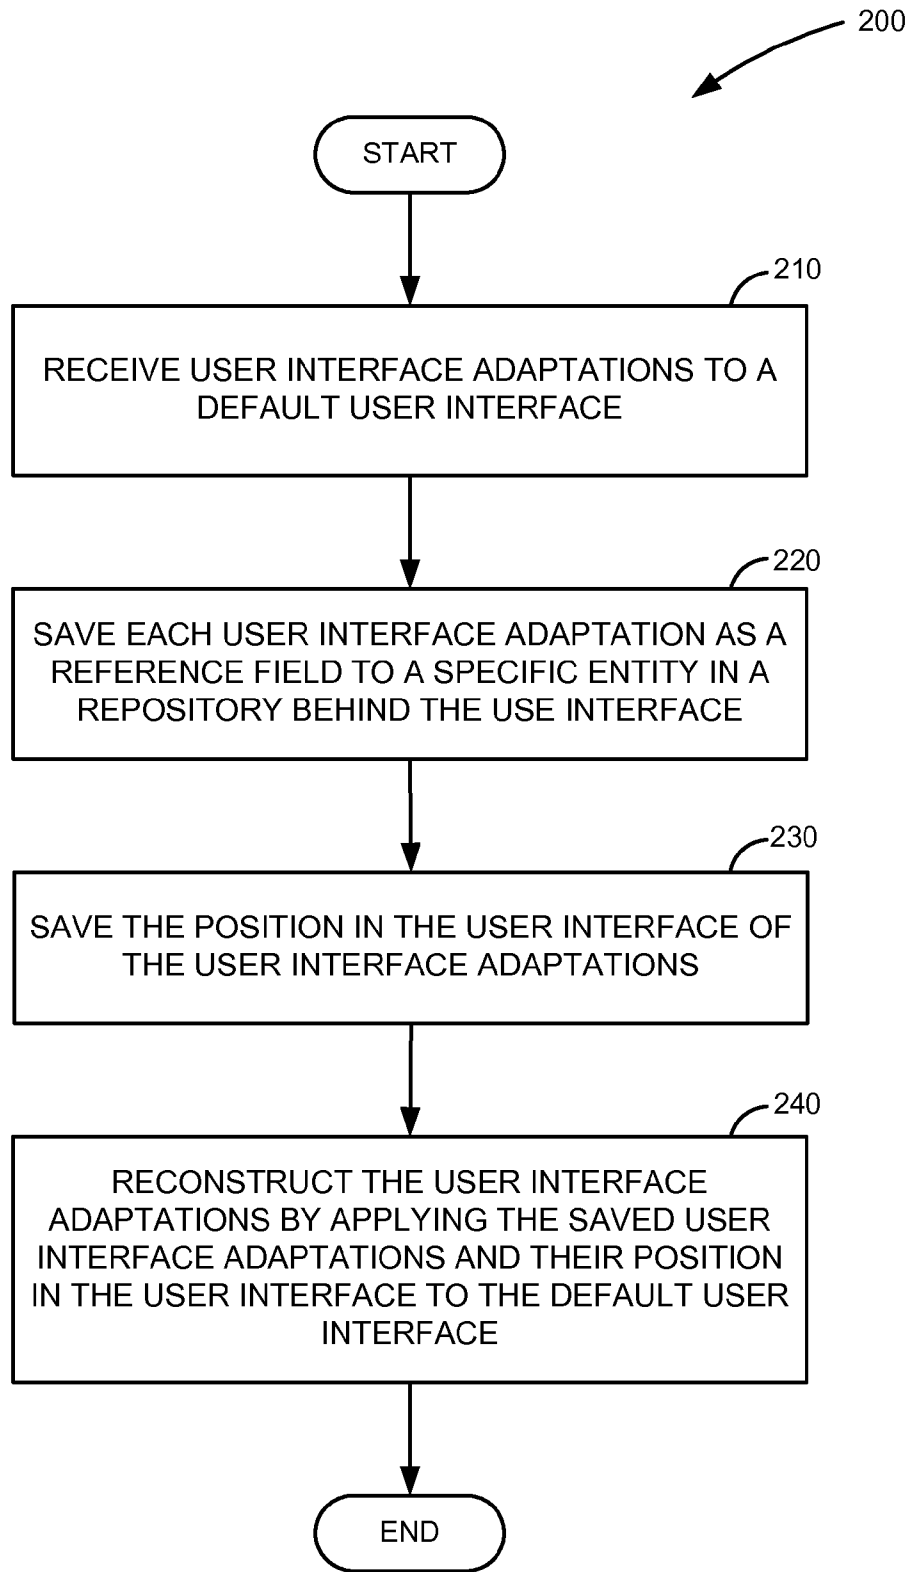 200
START
210
RECEIVE USER INTERFACE ADAPTATIONS TO A
DEFAULT USER INTERFACE
220
SAVE EACH USER INTERFACE ADAPTATION AS A
REFERENCE FIELD TO A SPECIFIC ENTITY IN A
REPOSITORY BEHIND THE USE INTERFACE
230
SAVE THE POSITION IN THE USER INTERFACE OF
THE USER INTERFACE ADAPTATIONS
240
RECONSTRUCT THE USER INTERFACE
ADAPTATIONS BY APPLYING THE SAVED USER
INTERFACE ADAPTATIONS AND THEIR POSITION
IN THE USER INTERFACE TO THE DEFAULT USER
INTERFACE
END